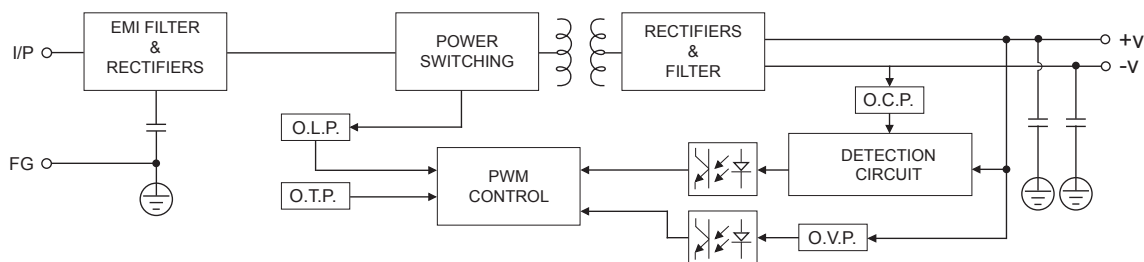 I/P
EMI FILTER
&
RECTIFIERS
POWER
SWITCHING
RECTIFIERS
&
FILTER
+v
-v
O.C.P.
O.L.P.
FG
DETECTION
CIRCUIT
PWM
CONTROL
O.T.P.
O.V.P.